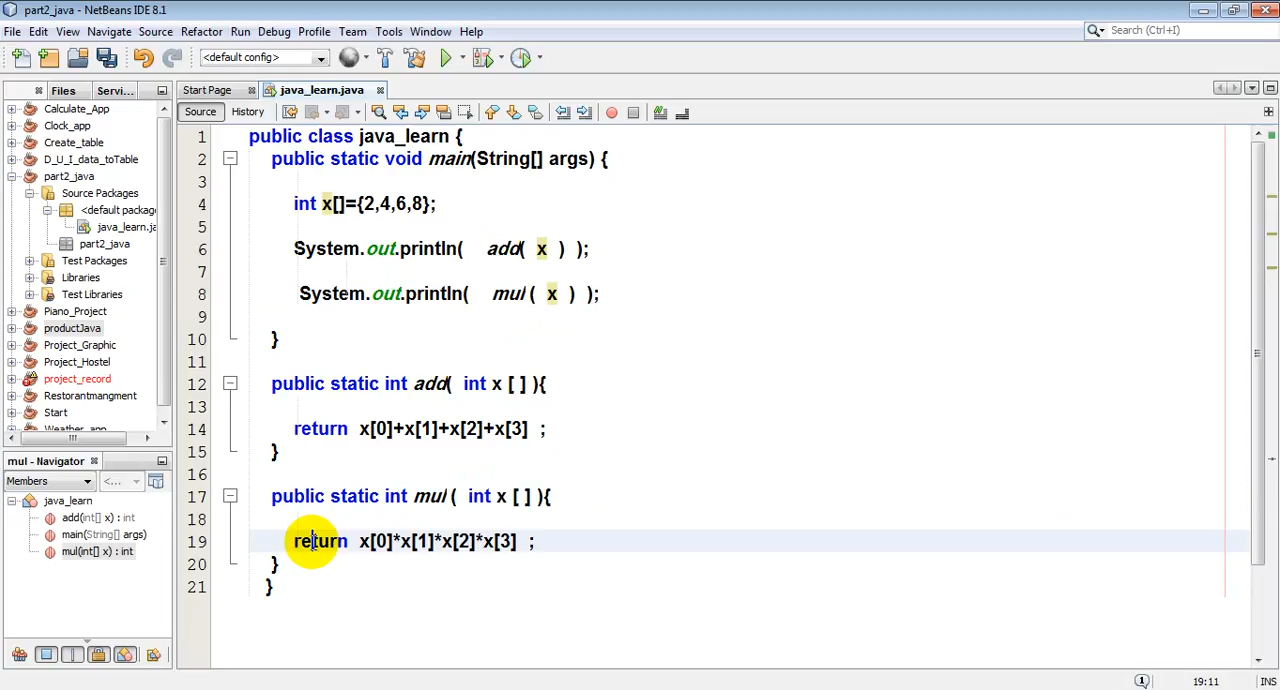 part2_java - NetBeans IDE 8.1
File Edit View Navigate Source Refactor Run Debug Profile Team Tools Window Help
Search (Ctrl+I)
<default config>
Files Servi...
Start Page java_learn.java
Source History
Calculate_App
Clock_app
Create_table
D_U_I_data_toTable
part2_java
Source Packages
<default package
java_learn.ja
part2_java
Test Packages
Libraries
Test Libraries
Piano_Project
productJava
Project_Graphic
Project_Hostel
project_record
Restorantmangment
Start
Weather_app
1 public class java_learn {
2 public static void main(String[] args) {
3
4 int x[]={2,4,6,8};
5
6 System.out.println( add( x ) );
7
8 System.out.println( mul ( x ) );
9
10 }
11
12 public static int add( int x [ ] ){
13
14 return x[0]+x[1]+x[2]+x[3] ;
15 }
16
17 public static int mul ( int x [ ] ){
18
19 return x[0]*x[1]*x[2]*x[3] ;
20 }
21 }
mul - Navigator
Members <...
java_learn
add(int[] x) : int
main(String[] args)
mul(int[] x) : int
1 19:11 INS